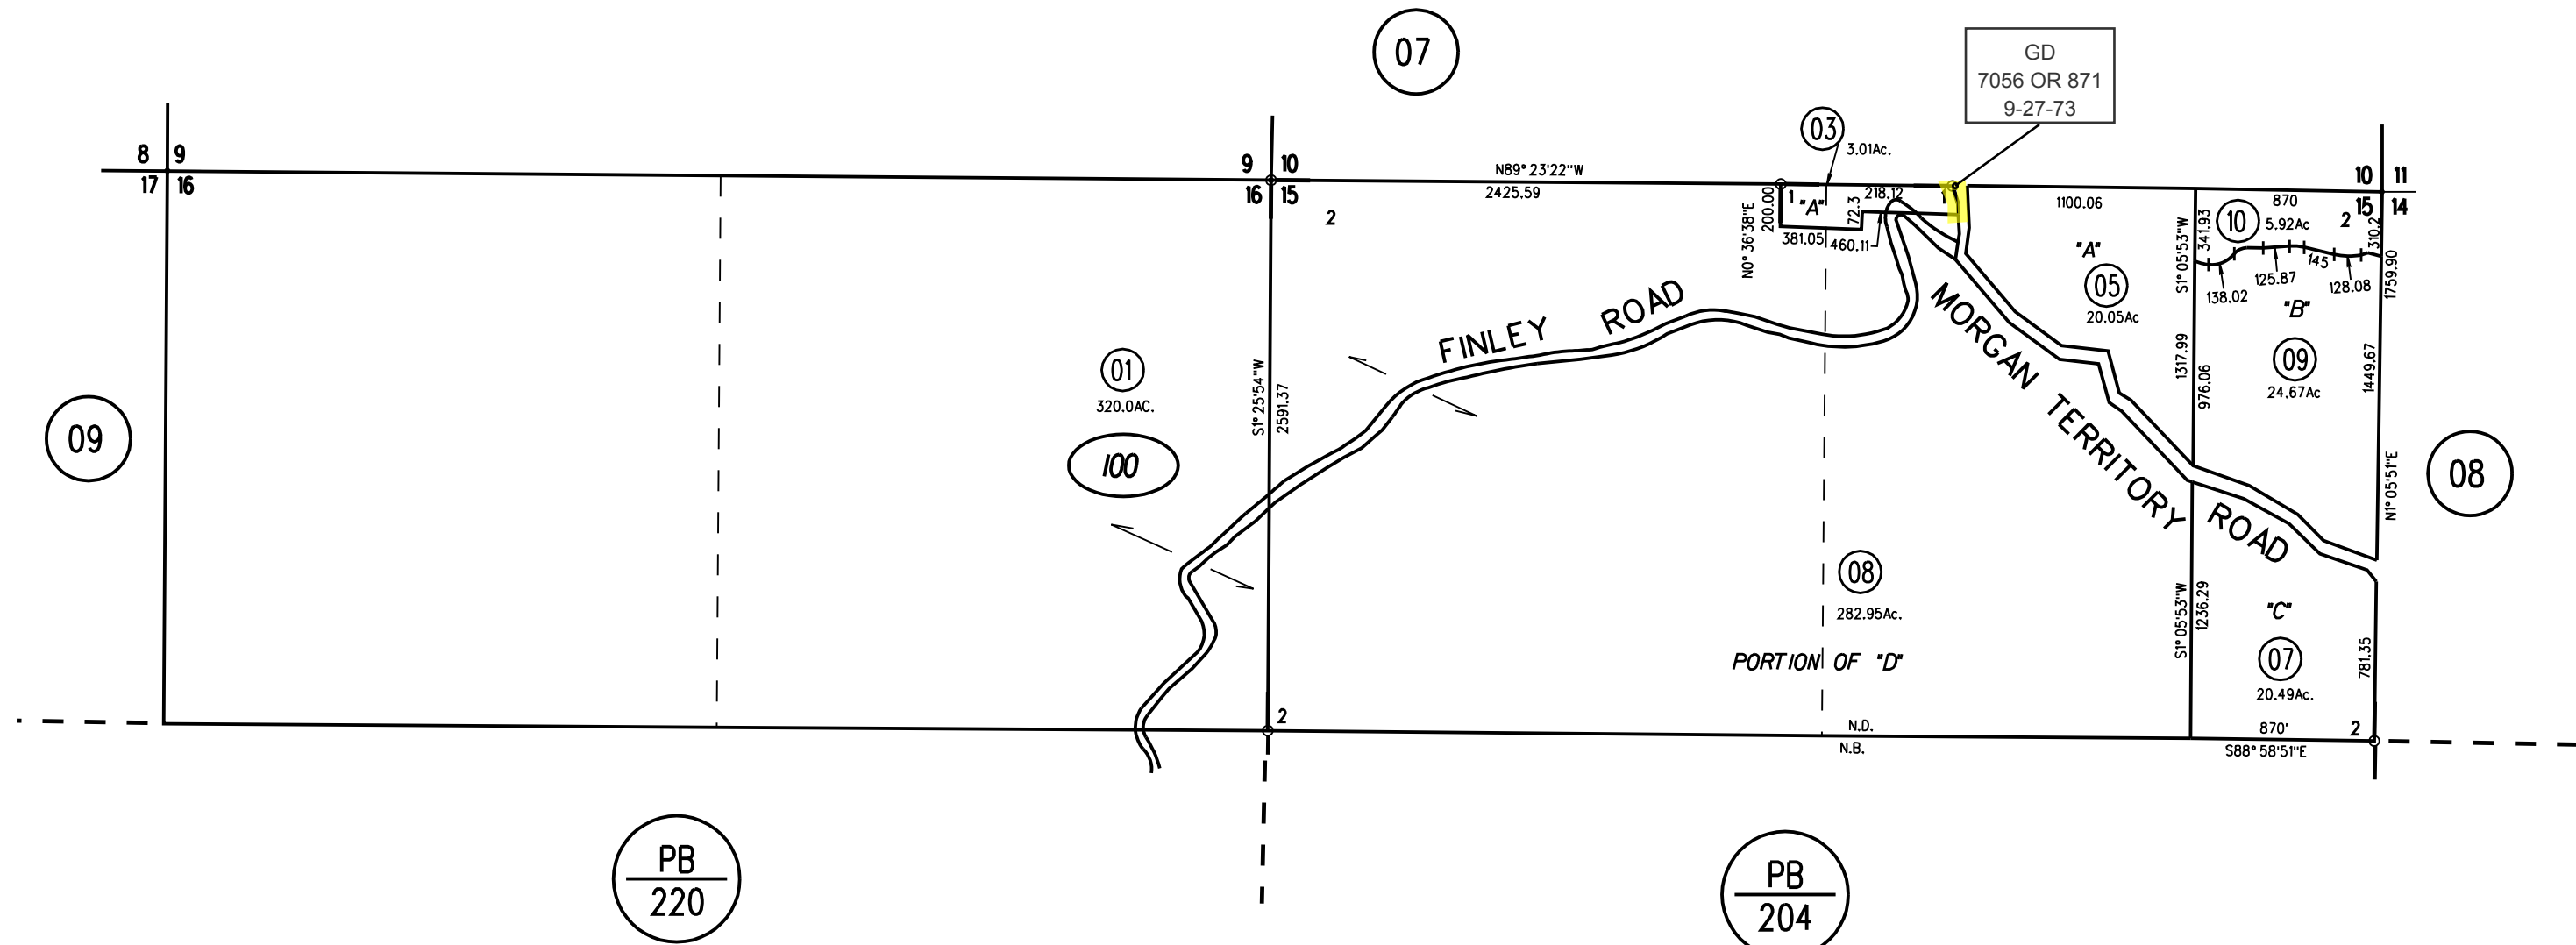 07
GD
7056 OR 871
9-27-73
03
3.01Ac.
8 9
17 16
9 10
16 15
10 11
15 14
N89° 23'22"W
2425.59
2
N0° 36'38"E
200.00
1
"A"
381.05
72.3
218.12
460.11
1
1100.06
"A"
05
20.05Ac
S1° 05'53"W
341.93
10
870
5.92Ac
2
310.2
138.02
125.87
145
128.08
1759.90
"B"
09
24.67Ac
1317.99
976.06
1449.67
N1° 05'51"E
FINLEY ROAD
MORGAN TERRITORY ROAD
01
320.0AC.
100
S1° 25'54"W
2591.37
09
08
08
282.95Ac.
PORTION OF "D"
S1° 05'53"W
1236.29
"C"
07
20.49Ac.
781.35
2
N.D.
N.B.
870'
2
S88° 58'51"E
PB
220
PB
204